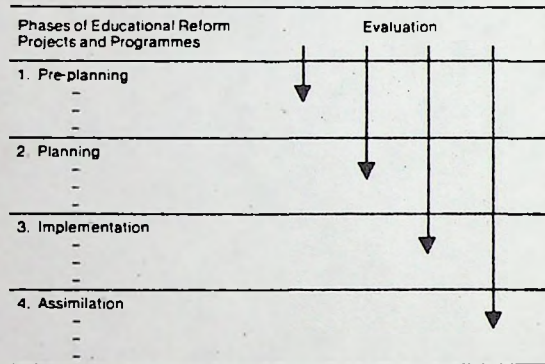 Phases of Educational Reform
Projects and Programmes
Evaluation
1. Pre-planning
-
-
-
2. Planning
-
-
-
3. Implementation
-
-
-
4. Assimilation
-
-
-